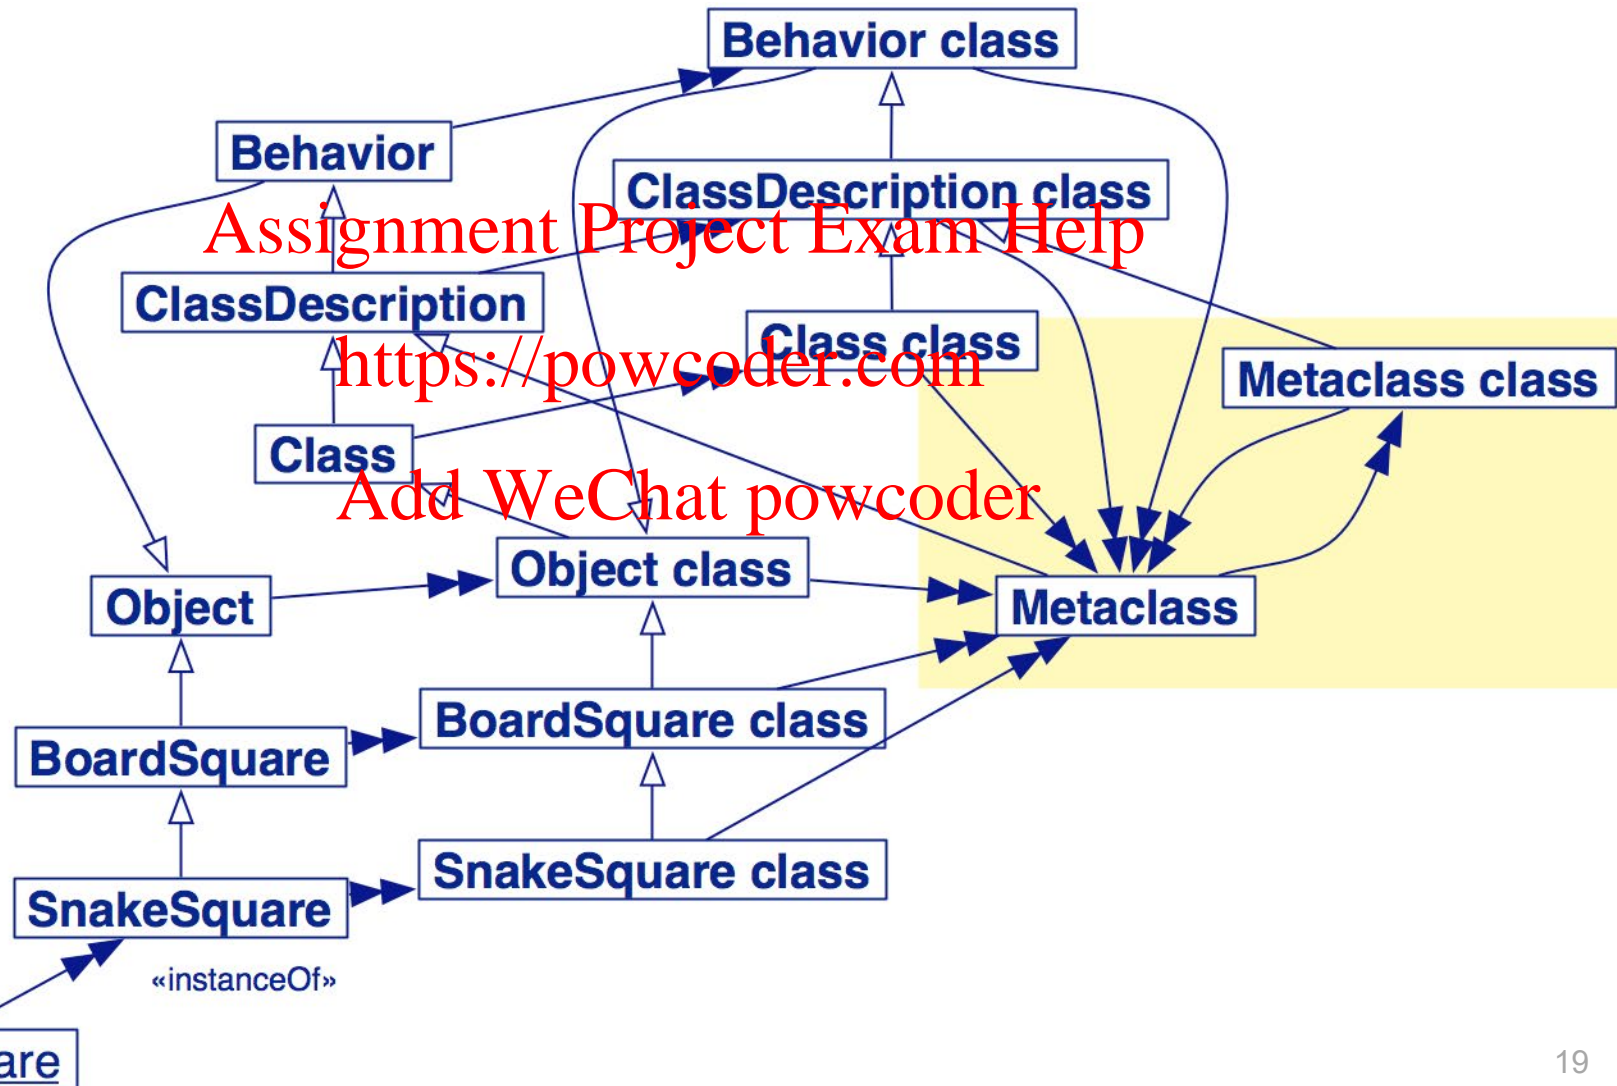 Behavior class
Behavior
ClassDescription class
Assignment Project Exam Help
ClassDescription
Class class
https://powcoder.com
Metaclass class
Class
Add WeChat powcoder
Object class
Object
Metaclass
BoardSquare class
BoardSquare
SnakeSquare class
SnakeSquare
«instanceOf»
are
19